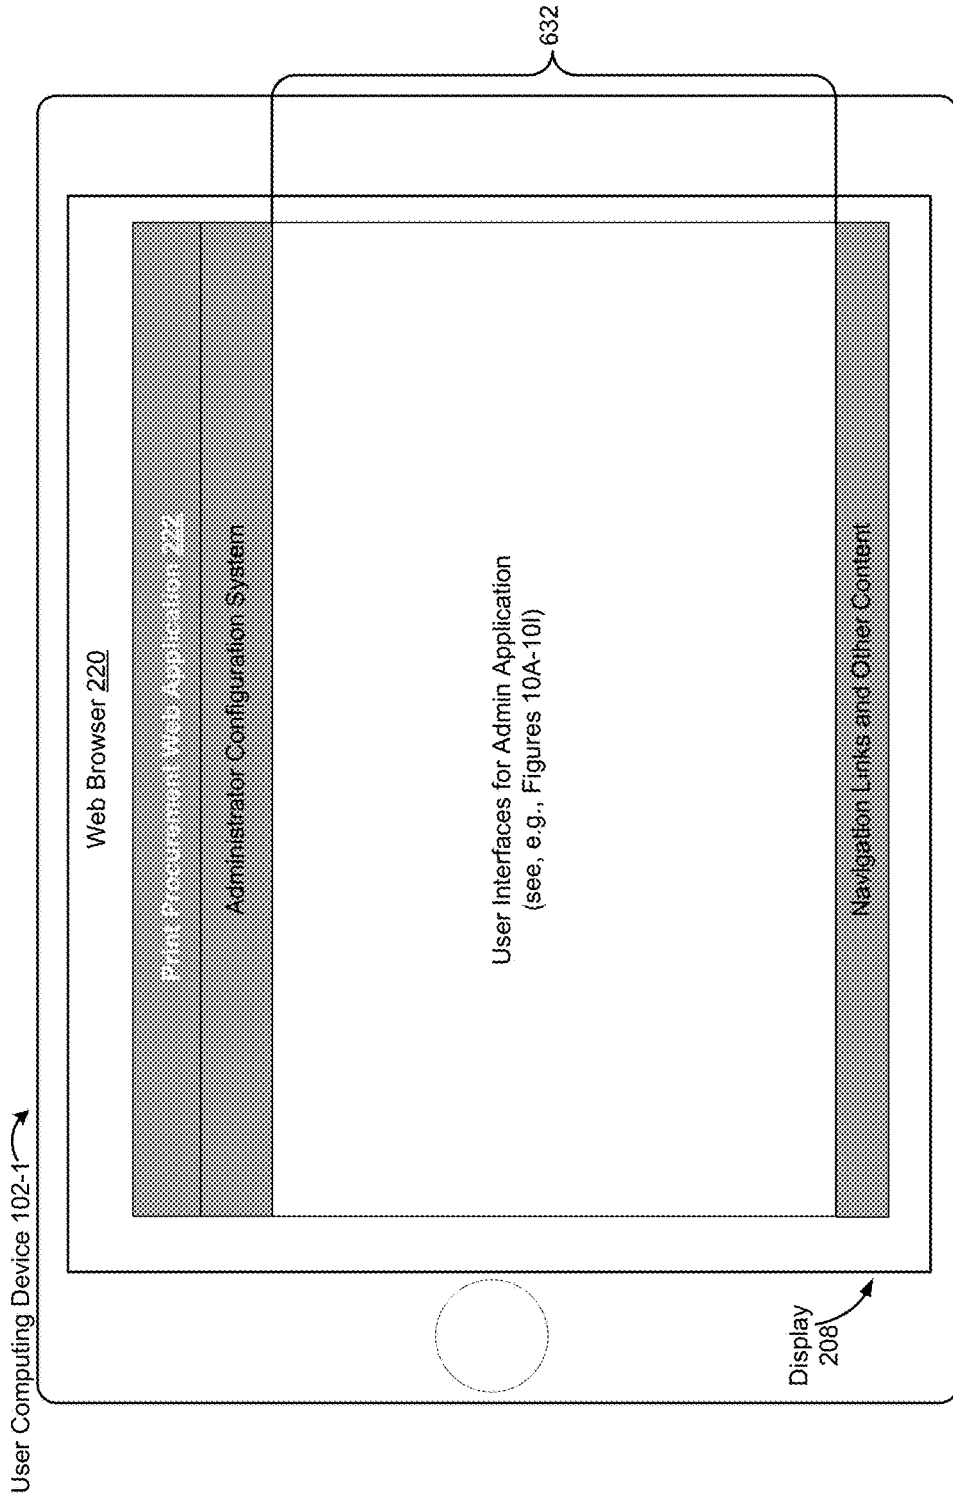 User Computing Device 102-1
Web Browser 220
Print Procurement Web Application 222
Administrator Configuration System
User Interfaces for Admin Application
(see, e.g., Figures 10A-10I)
632
Navigation Links and Other Content
Display
208